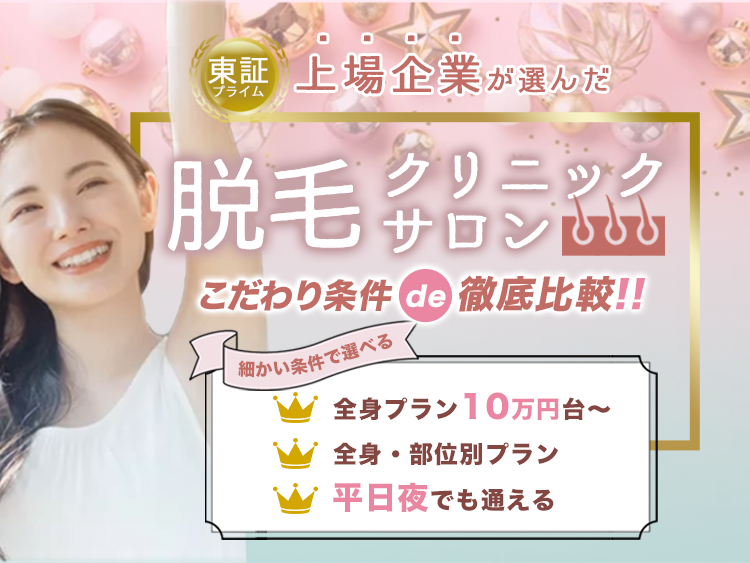 東証
プライム
上場企業が選んだ
脱毛クリニック
サロン
こだわり条件de徹底比較!!
細かい条件で選べる
全身プラン10万円台〜
全身・部位別プラン
平日夜でも通える